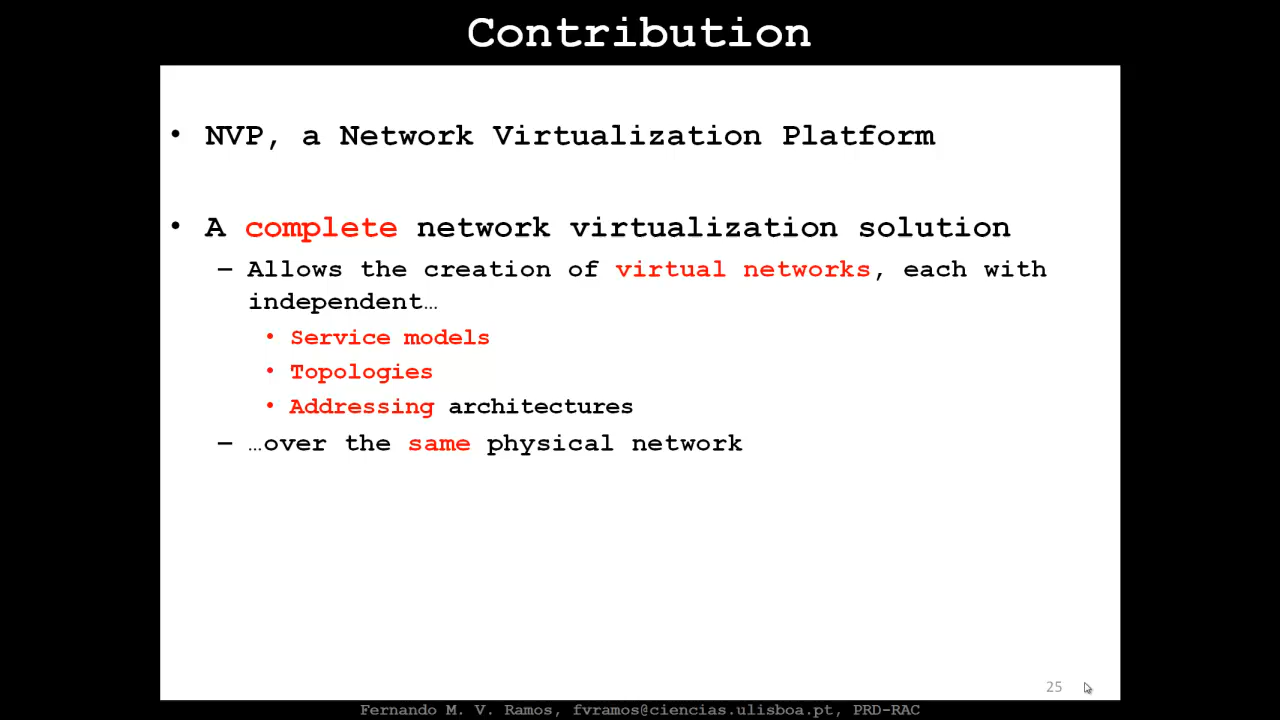 Contribution
• NVP, a Network Virtualization Platform
• A complete network virtualization solution
– Allows the creation of virtual networks, each with
independent…
• Service models
• Topologies
• Addressing architectures
– …over the same physical network
25
Fernando M. V. Ramos, fvramos@ciencias.ulisboa.pt, PRD-RAC